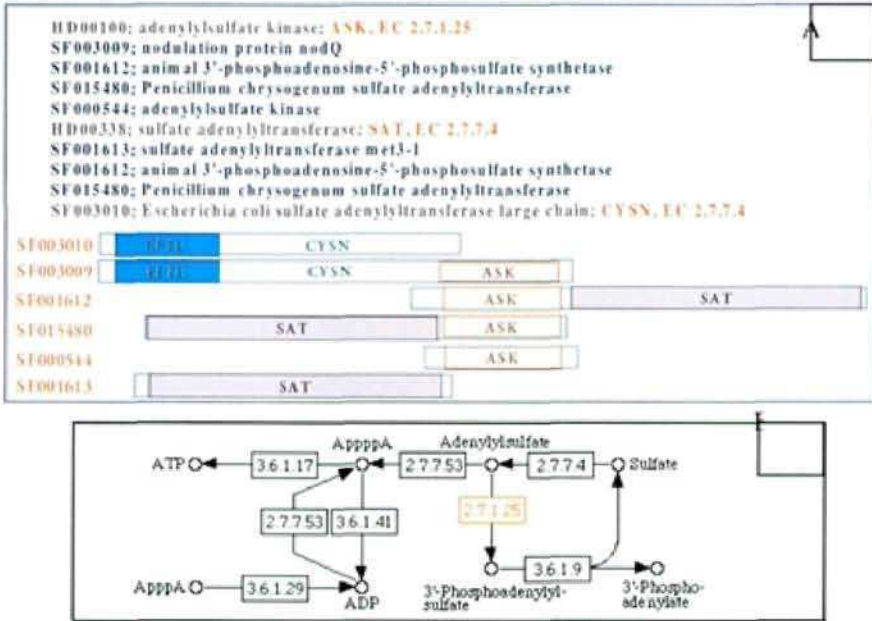 HD00100; adenylylsulfate kinase; ASK, EC 2.7.1.25
SF003009; nodulation protein nodQ
SF001612; animal 3'-phosphoadenosine-5'-phosphosulfate synthetase
SF015480; Penicillium chrysogenum sulfate adenylyltransferase
SF000544; adenylylsulfate kinase
HD00338; sulfate adenylyltransferase; SAT, EC 2.7.7.4
SF001613; sulfate adenylyltransferase met3-1
SF001612; animal 3'-phosphoadenosine-5'-phosphosulfate synthetase
SF015480; Penicillium chrysogenum sulfate adenylyltransferase
SF003010; Escherichia coli sulfate adenylyltransferase large chain; CYSN, EC 2.7.7.4
A
SF003010 CYSN
SF003009 CYSN ASK
SF001612 ASK SAT
SF015480 SAT ASK
SF000544 ASK
SF001613 SAT
AppppA Adenylylsulfate
ATP 3.6.1.17 2.7.7.53 2.7.7.4 Sulfate
2.7.7.53 3.6.1.41 2.7.1.25
ApppA 3.6.1.29 ADP 3.6.1.9
3'-Phosphoadenylyl-
sulfate
3'-Phospho-
adenylate